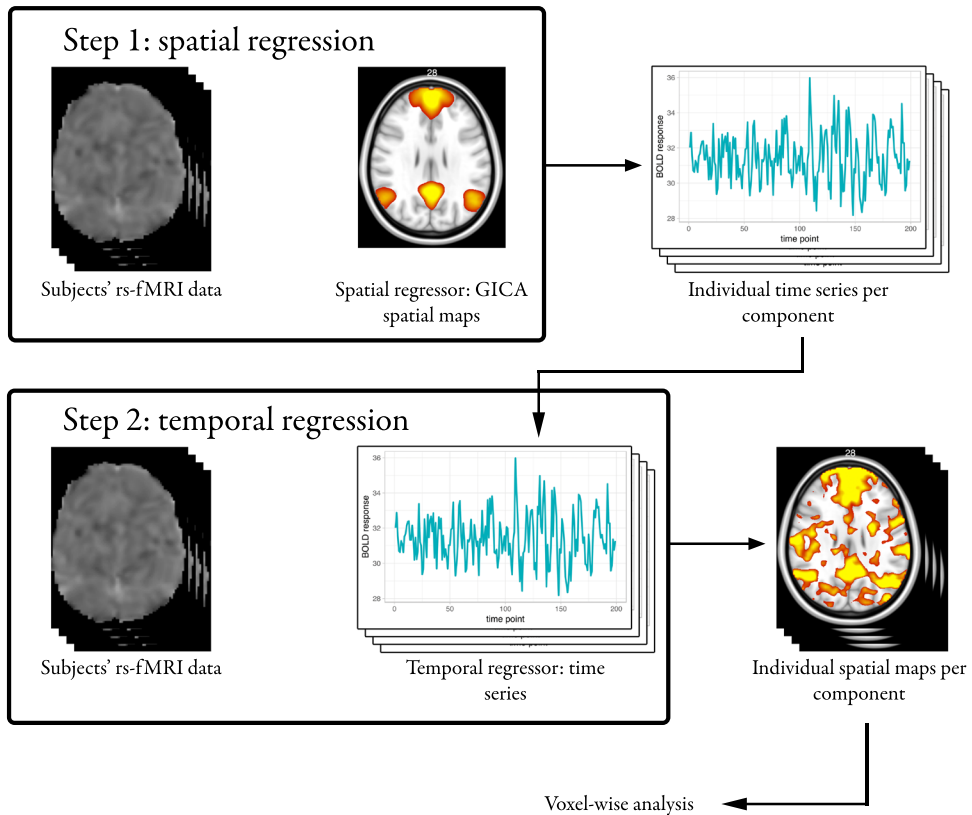 Step 1: spatial regression
28
36
34
32
30
28
BOLD response
0 50 100 150 200
time point
Subjects’ rs-fMRI data
Spatial regressor: GICA
spatial maps
Individual time series per
component
Step 2: temporal regression
36
34
32
30
28
BOLD response
0 50 100 150 200
time point
28
Subjects’ rs-fMRI data
Temporal regressor: time
series
Individual spatial maps per
component
Voxel-wise analysis